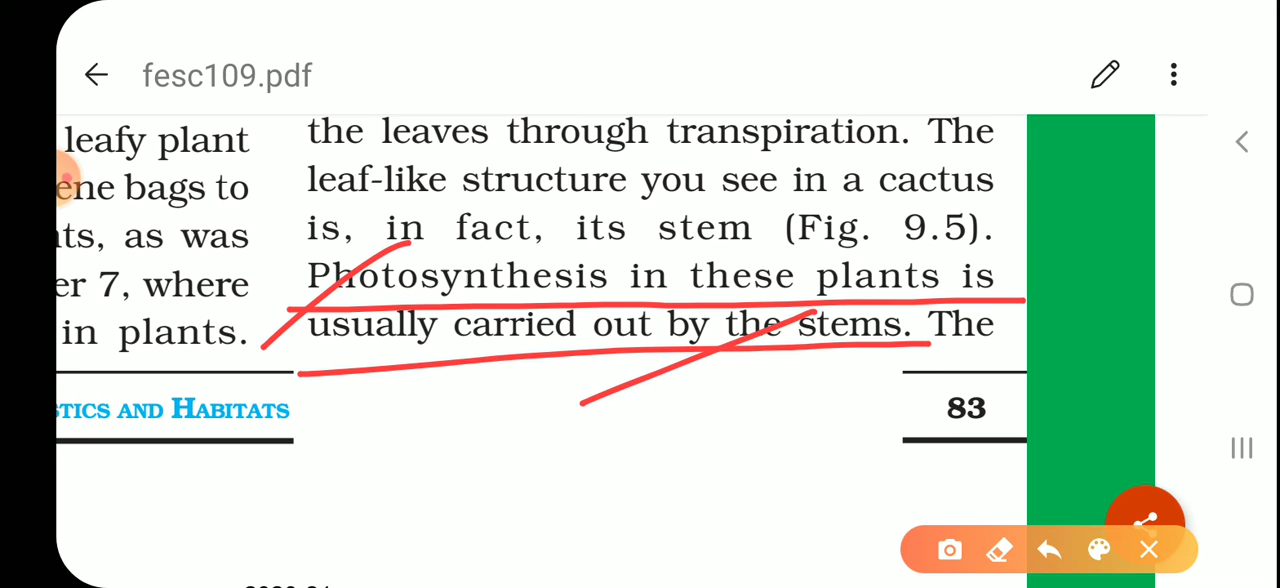 fesc109.pdf
leafy plant
ene bags to
ts, as was
er 7, where
in plants.
the leaves through transpiration. The
leaf-like structure you see in a cactus
is, in fact, its stem (Fig. 9.5).
Photosynthesis in these plants is
usually carried out by the stems. The
STICS AND HABITATS
83